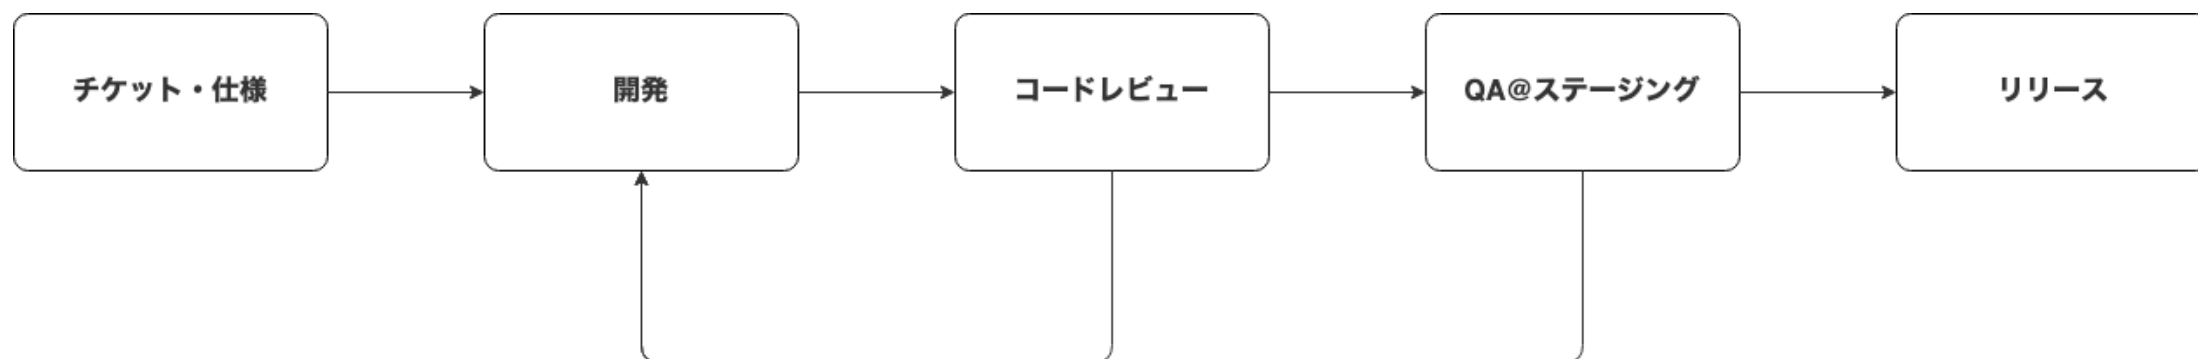 チケット・仕様
開発
コードレビュー
QA@ステージング
リリース